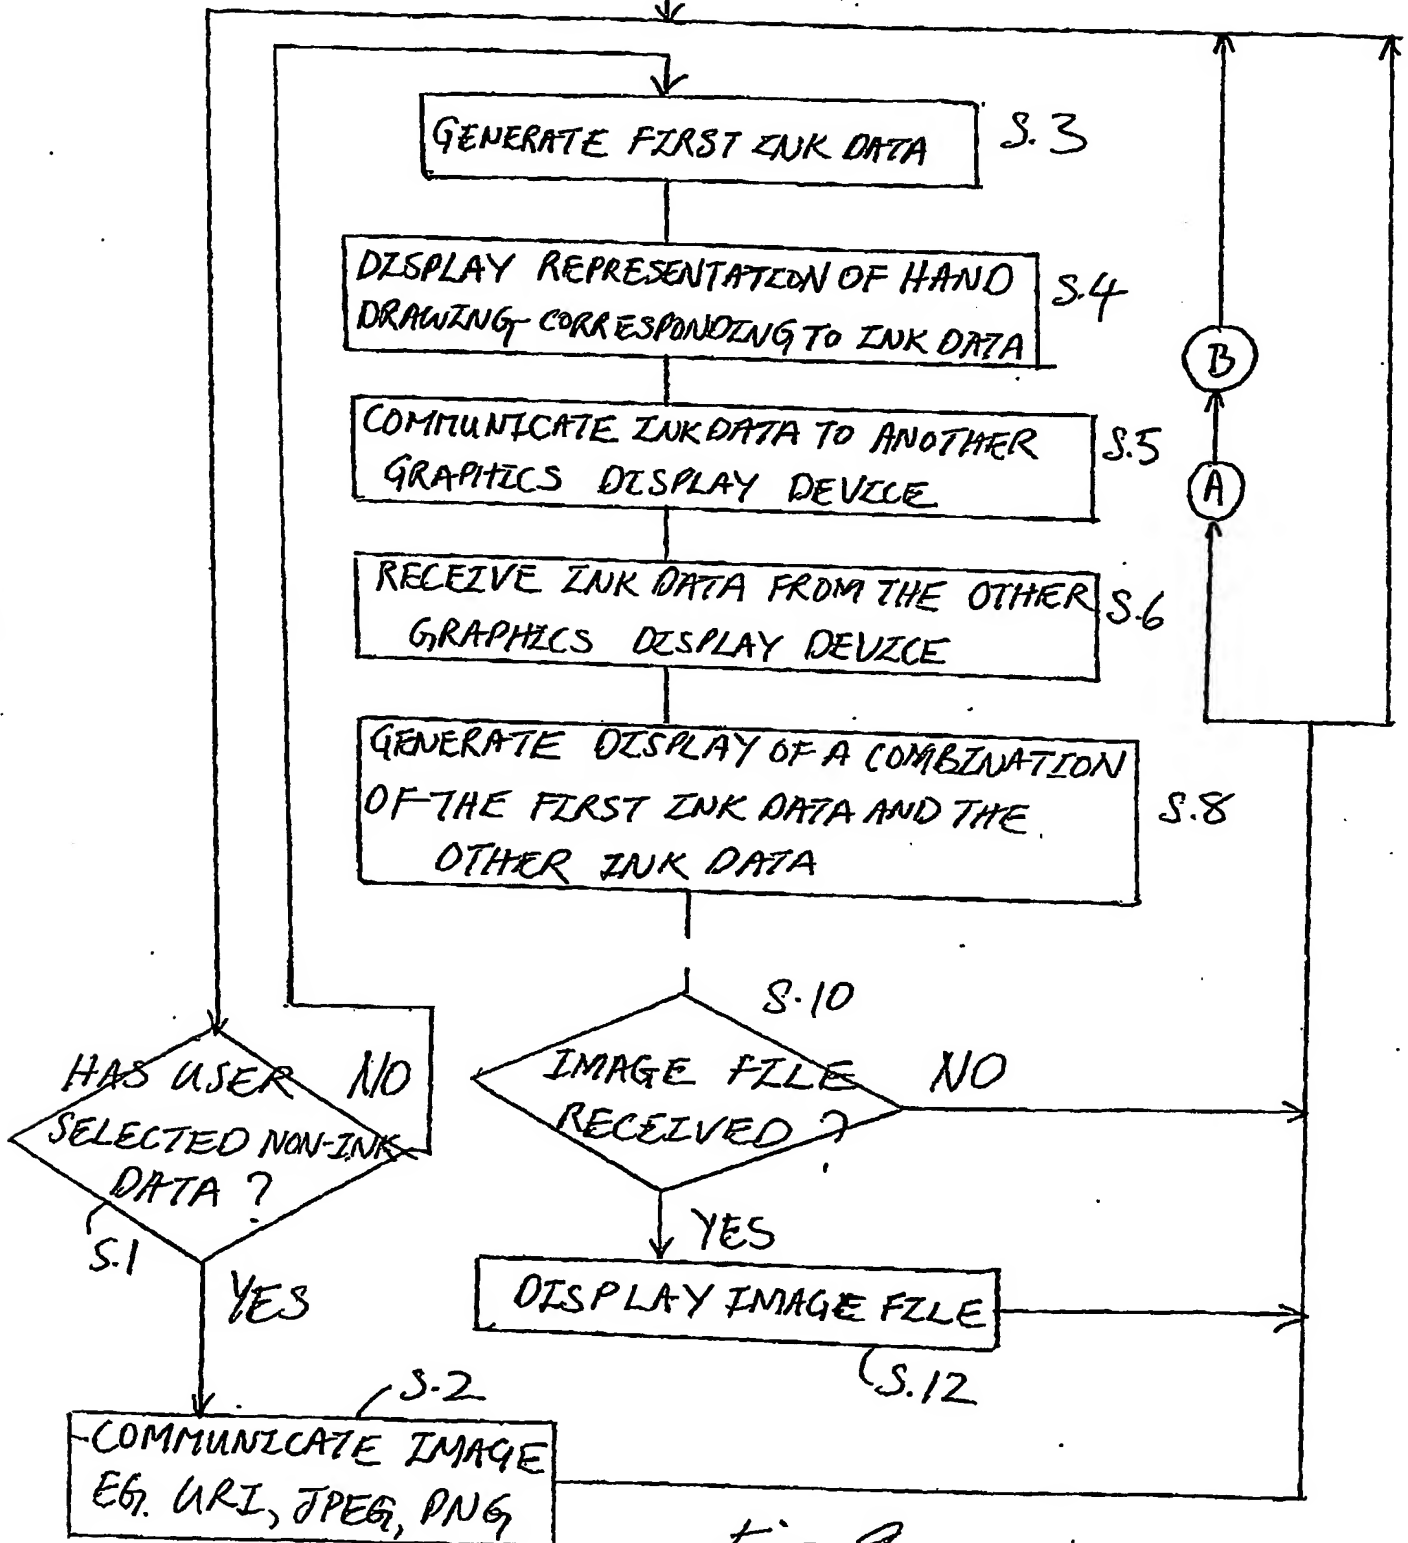 GENERATE FIRST INK DATA
S.3
DISPLAY REPRESENTATION OF HAND
DRAWING CORRESPONDING TO INK DATA
S.4
COMMUNICATE INK DATA TO ANOTHER
GRAPHICS DISPLAY DEVICE
S.5
B
A
RECEIVE INK DATA FROM THE OTHER
GRAPHICS DISPLAY DEVICE
S.6
GENERATE DISPLAY OF A COMBINATION
OF THE FIRST INK DATA AND THE
OTHER INK DATA
S.8
S.10
IMAGE FILE
RECEIVED ?
NO
HAS USER
SELECTED NON-INK
DATA ?
NO
S.1
YES
YES
DISPLAY IMAGE FILE
S.12
S.2
COMMUNICATE IMAGE
EG. URI, JPEG, PNG